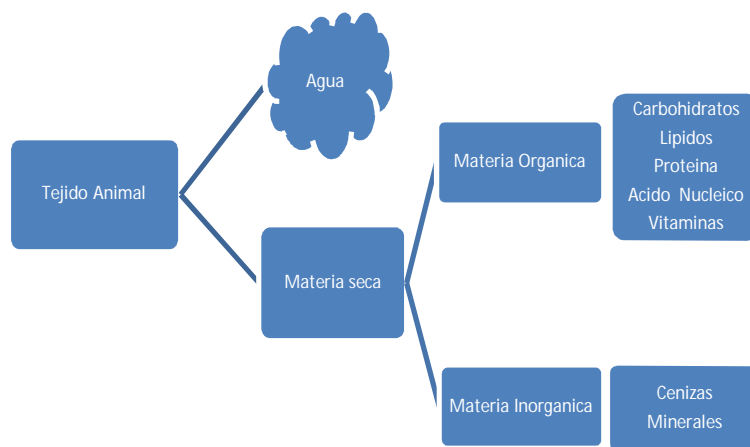 Agua
Tejido Animal
Materia seca
Materia Organica
Carbohidratos
Lipidos
Proteina
Acido Nucleico
Vitaminas
Materia Inorganica
Cenizas
Minerales